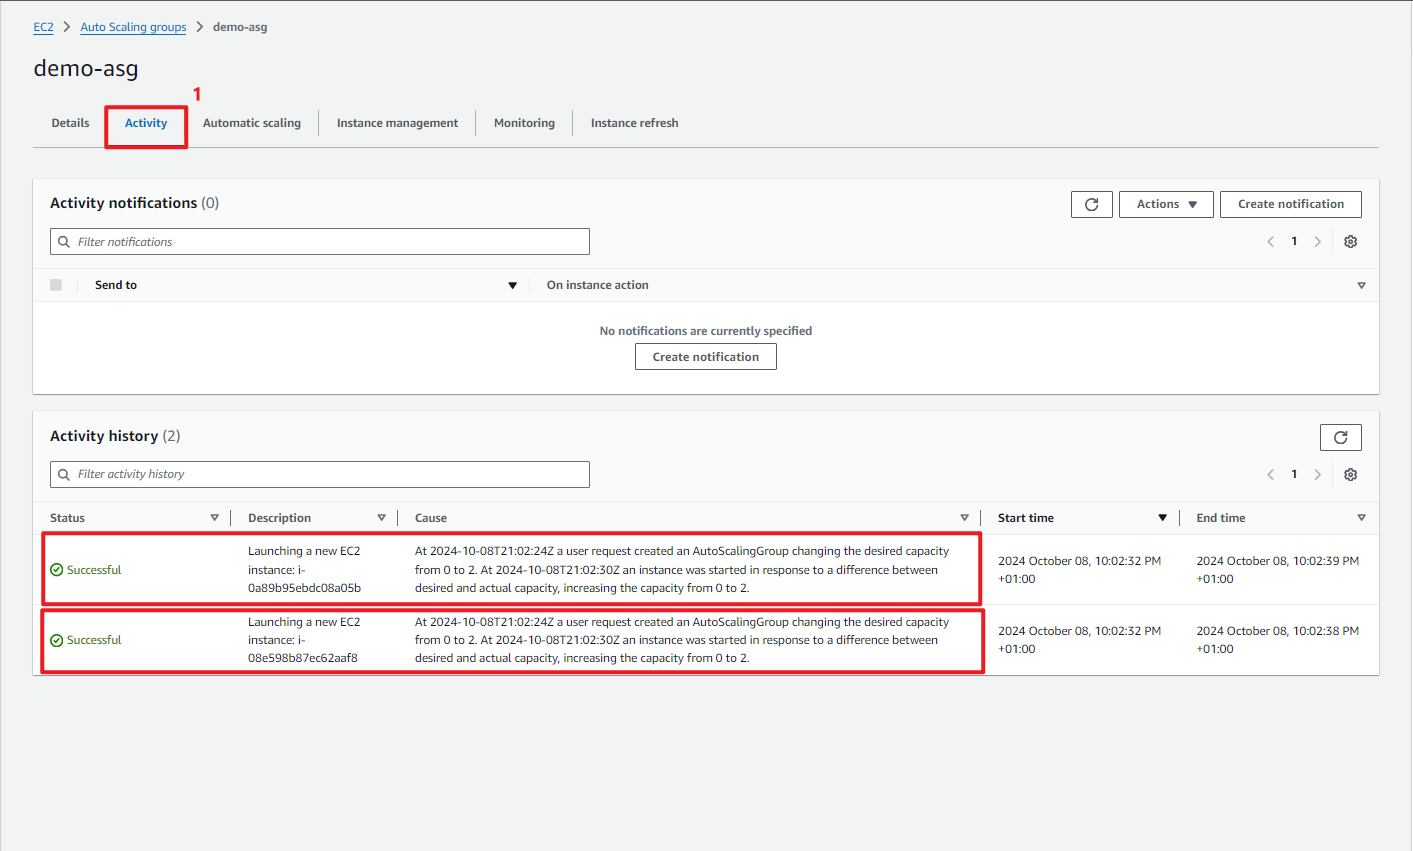 EC2 > Auto Scaling groups > demo-asg
demo-asg
1
Details Activity Automatic scaling Instance management Monitoring Instance refresh
Activity notifications (0)
Actions Create notification
Filter notifications
1
Send to On instance action
No notifications are currently specified
Create notification
Activity history (2)
Filter activity history
1
Status Description Cause Start time End time
Successful
Launching a new EC2
instance: i-
0a89b95ebdc08a05b
At 2024-10-08T21:02:24Z a user request created an AutoScalingGroup changing the desired capacity
from 0 to 2. At 2024-10-08T21:02:30Z an instance was started in response to a difference between
desired and actual capacity, increasing the capacity from 0 to 2.
2024 October 08, 10:02:32 PM
+01:00
2024 October 08, 10:02:39 PM
+01:00
Successful
Launching a new EC2
instance: i-
08e598b87ec62aaf8
At 2024-10-08T21:02:24Z a user request created an AutoScalingGroup changing the desired capacity
from 0 to 2. At 2024-10-08T21:02:30Z an instance was started in response to a difference between
desired and actual capacity, increasing the capacity from 0 to 2.
2024 October 08, 10:02:32 PM
+01:00
2024 October 08, 10:02:38 PM
+01:00